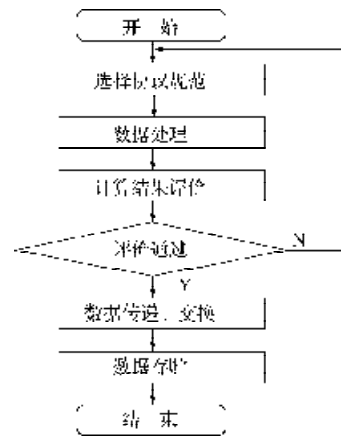 开 始
选择协议规范
数据处理
计算结果评价
评价通过
N
Y
数据传递、交换
数据存贮
结 束